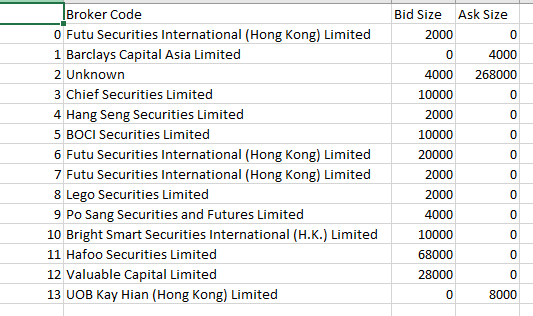 Broker Code Bid Size Ask Size
0 Futu Securities International (Hong Kong) Limited 2000 0
1 Barclays Capital Asia Limited 0 4000
2 Unknown 4000 268000
3 Chief Securities Limited 10000 0
4 Hang Seng Securities Limited 2000 0
5 BOCI Securities Limited 10000 0
6 Futu Securities International (Hong Kong) Limited 20000 0
7 Futu Securities International (Hong Kong) Limited 2000 0
8 Lego Securities Limited 2000 0
9 Po Sang Securities and Futures Limited 4000 0
10 Bright Smart Securities International (H.K.) Limited 10000 0
11 Hafoo Securities Limited 68000 0
12 Valuable Capital Limited 28000 0
13 UOB Kay Hian (Hong Kong) Limited 0 8000